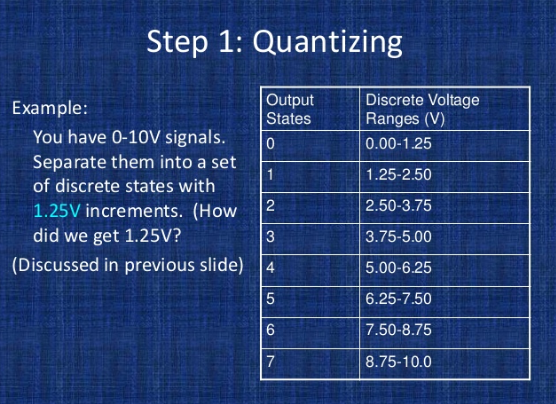 Step 1: Quantizing
Example:
You have 0-10V signals.
Separate them into a set
of discrete states with
1.25V increments. (How
did we get 1.25V?
(Discussed in previous slide)
Output States Discrete Voltage Ranges (V)
0 0.00-1.25
1 1.25-2.50
2 2.50-3.75
3 3.75-5.00
4 5.00-6.25
5 6.25-7.50
6 7.50-8.75
7 8.75-10.0